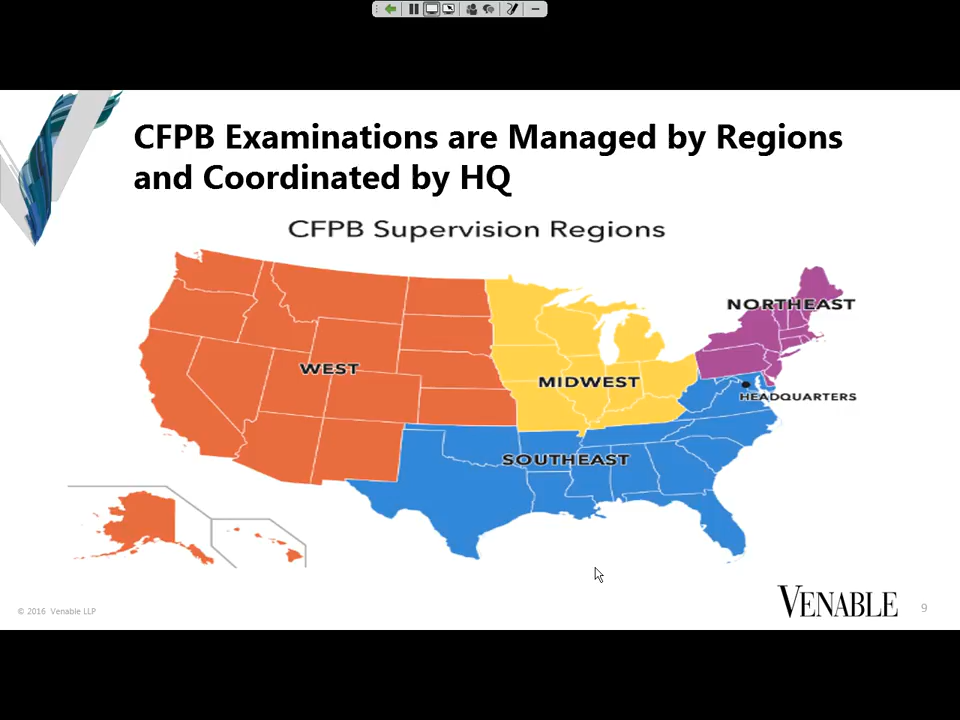 CFPB Examinations are Managed by Regions
and Coordinated by HQ
CFPB Supervision Regions
NORTHEAST
WEST
MIDWEST
HEADQUARTERS
SOUTHEAST
© 2016 Venable LLP
VENABLE
9